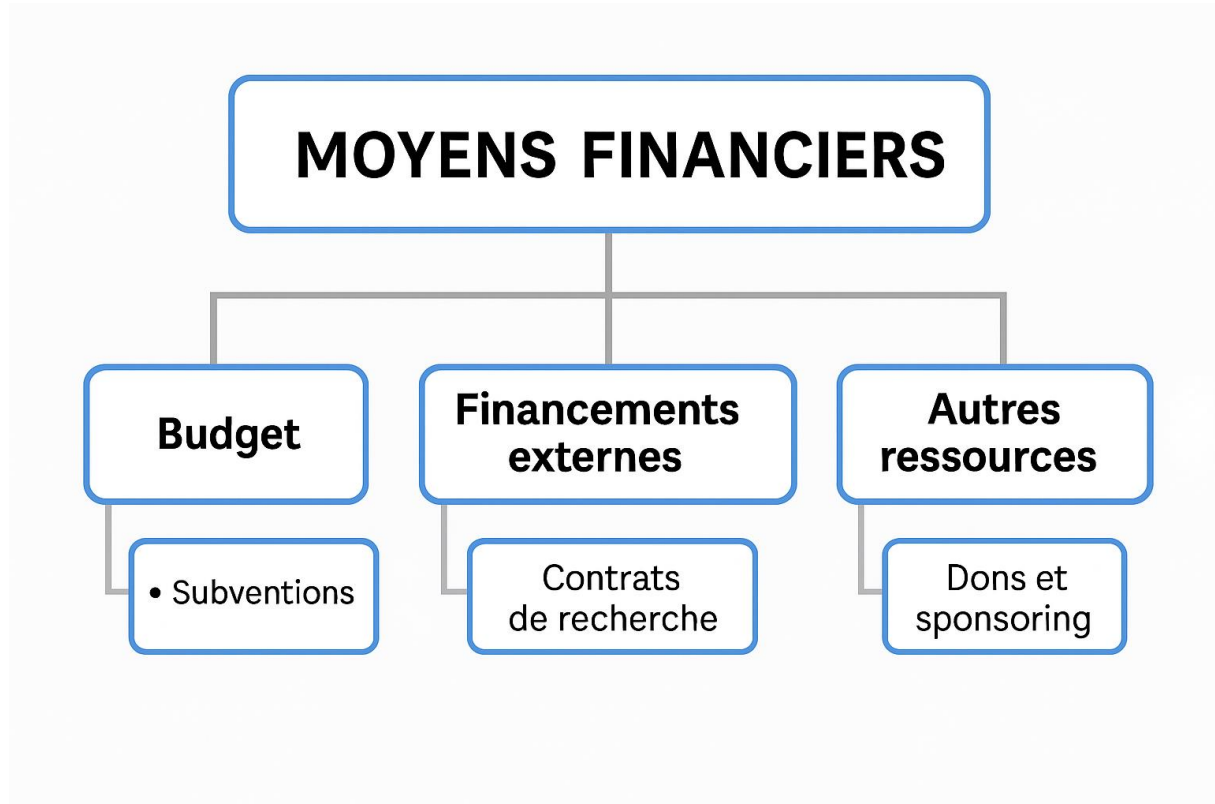 MOYENS FINANCIERS
Budget
Financements
externes
Autres
ressources
• Subventions
Contrats
de recherche
Dons et
sponsoring